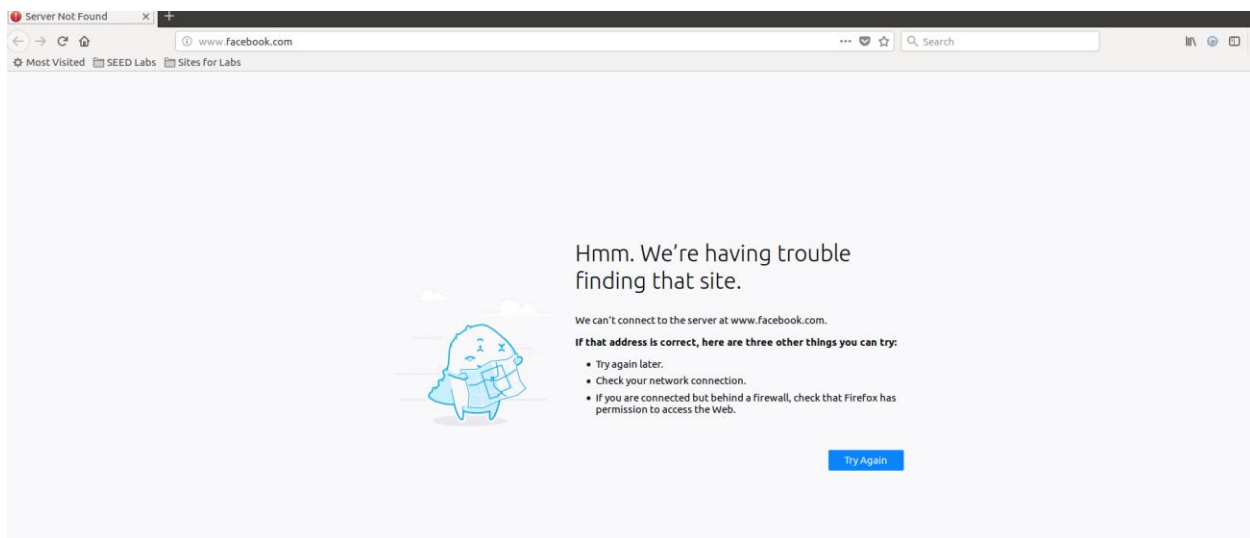 Server Not Found
www.facebook.com
Search
Most Visited SEED Labs Sites for Labs
Hmm. We’re having trouble
finding that site.
We can’t connect to the server at www.facebook.com.
If that address is correct, here are three other things you can try:
• Try again later.
• Check your network connection.
• If you are connected but behind a firewall, check that Firefox has
permission to access the Web.
Try Again